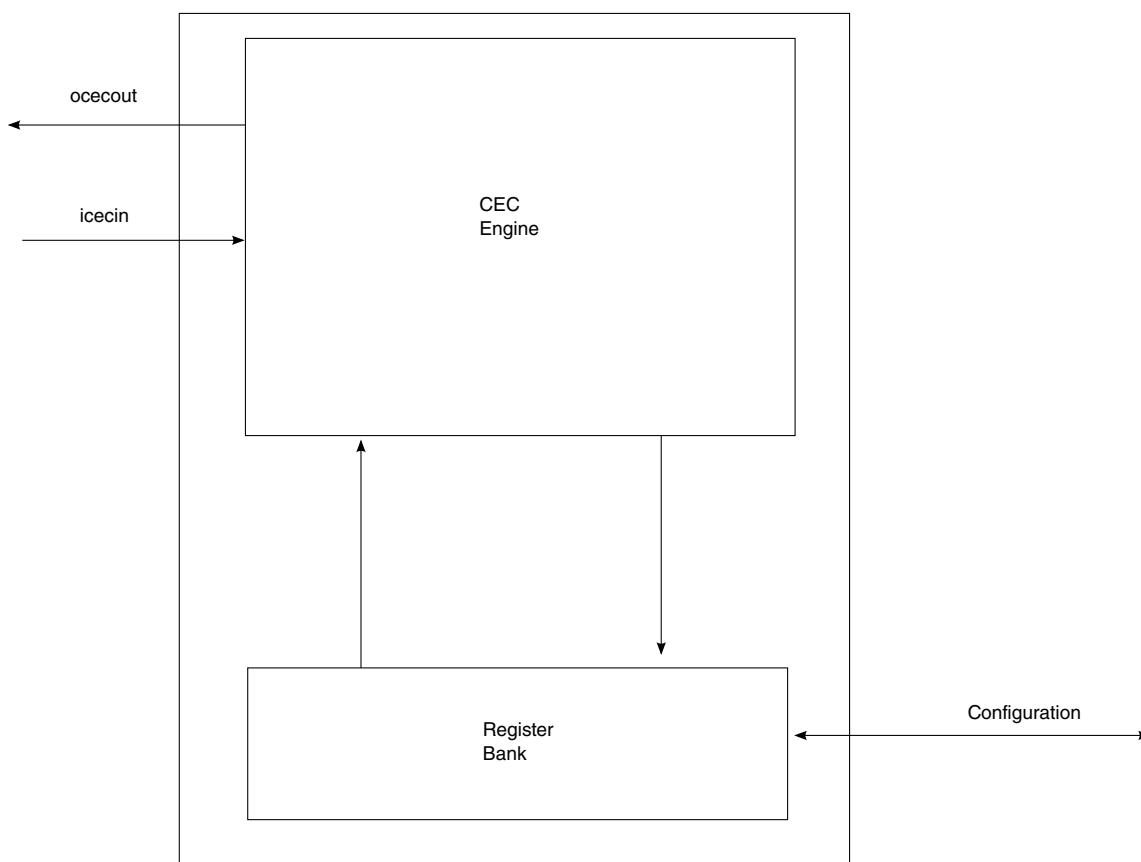 ocecout
icecin
CEC
Engine
Register
Bank
Configuration